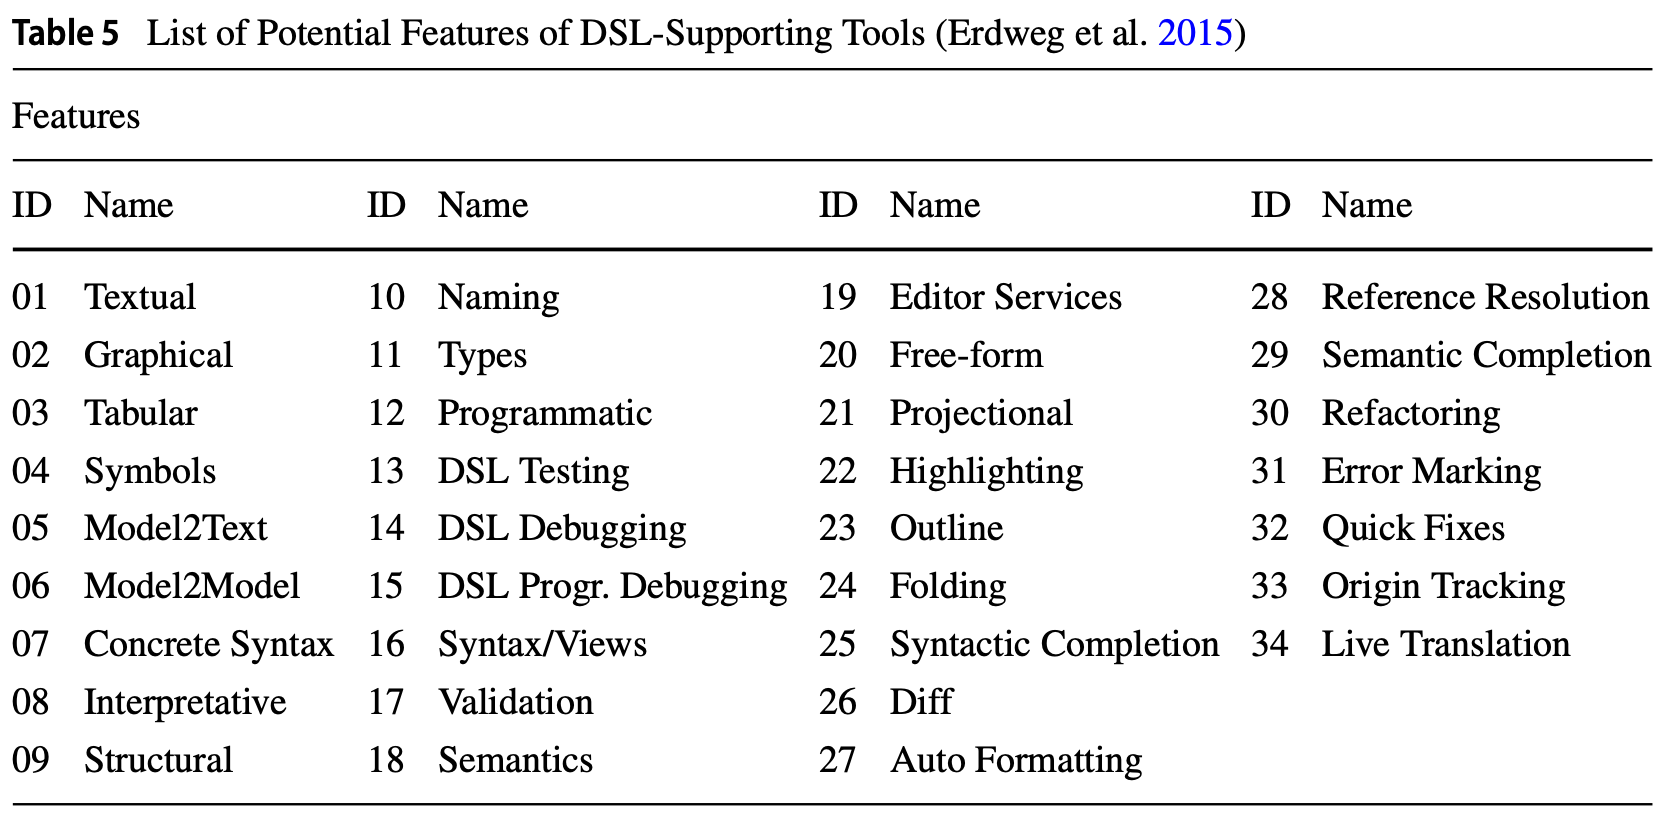 Table 5 List of Potential Features of DSL-Supporting Tools (Erdweg et al. 2015)
Features
ID Name ID Name ID Name ID Name
01 Textual 10 Naming 19 Editor Services 28 Reference Resolution
02 Graphical 11 Types 20 Free-form 29 Semantic Completion
03 Tabular 12 Programmatic 21 Projectional 30 Refactoring
04 Symbols 13 DSL Testing 22 Highlighting 31 Error Marking
05 Model2Text 14 DSL Debugging 23 Outline 32 Quick Fixes
06 Model2Model 15 DSL Progr. Debugging 24 Folding 33 Origin Tracking
07 Concrete Syntax 16 Syntax/Views 25 Syntactic Completion 34 Live Translation
08 Interpretative 17 Validation 26 Diff
09 Structural 18 Semantics 27 Auto Formatting